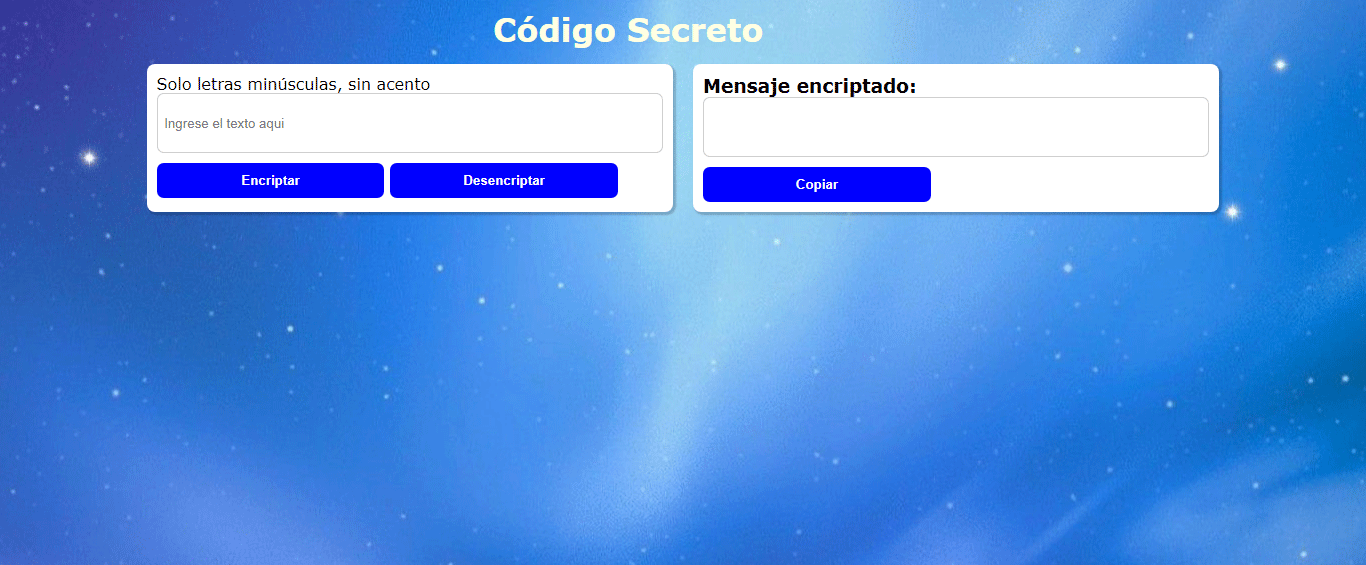 Código Secreto
Solo letras minúsculas, sin acento
Ingrese el texto aqui
Encriptar
Desencriptar
Mensaje encriptado:
Copiar